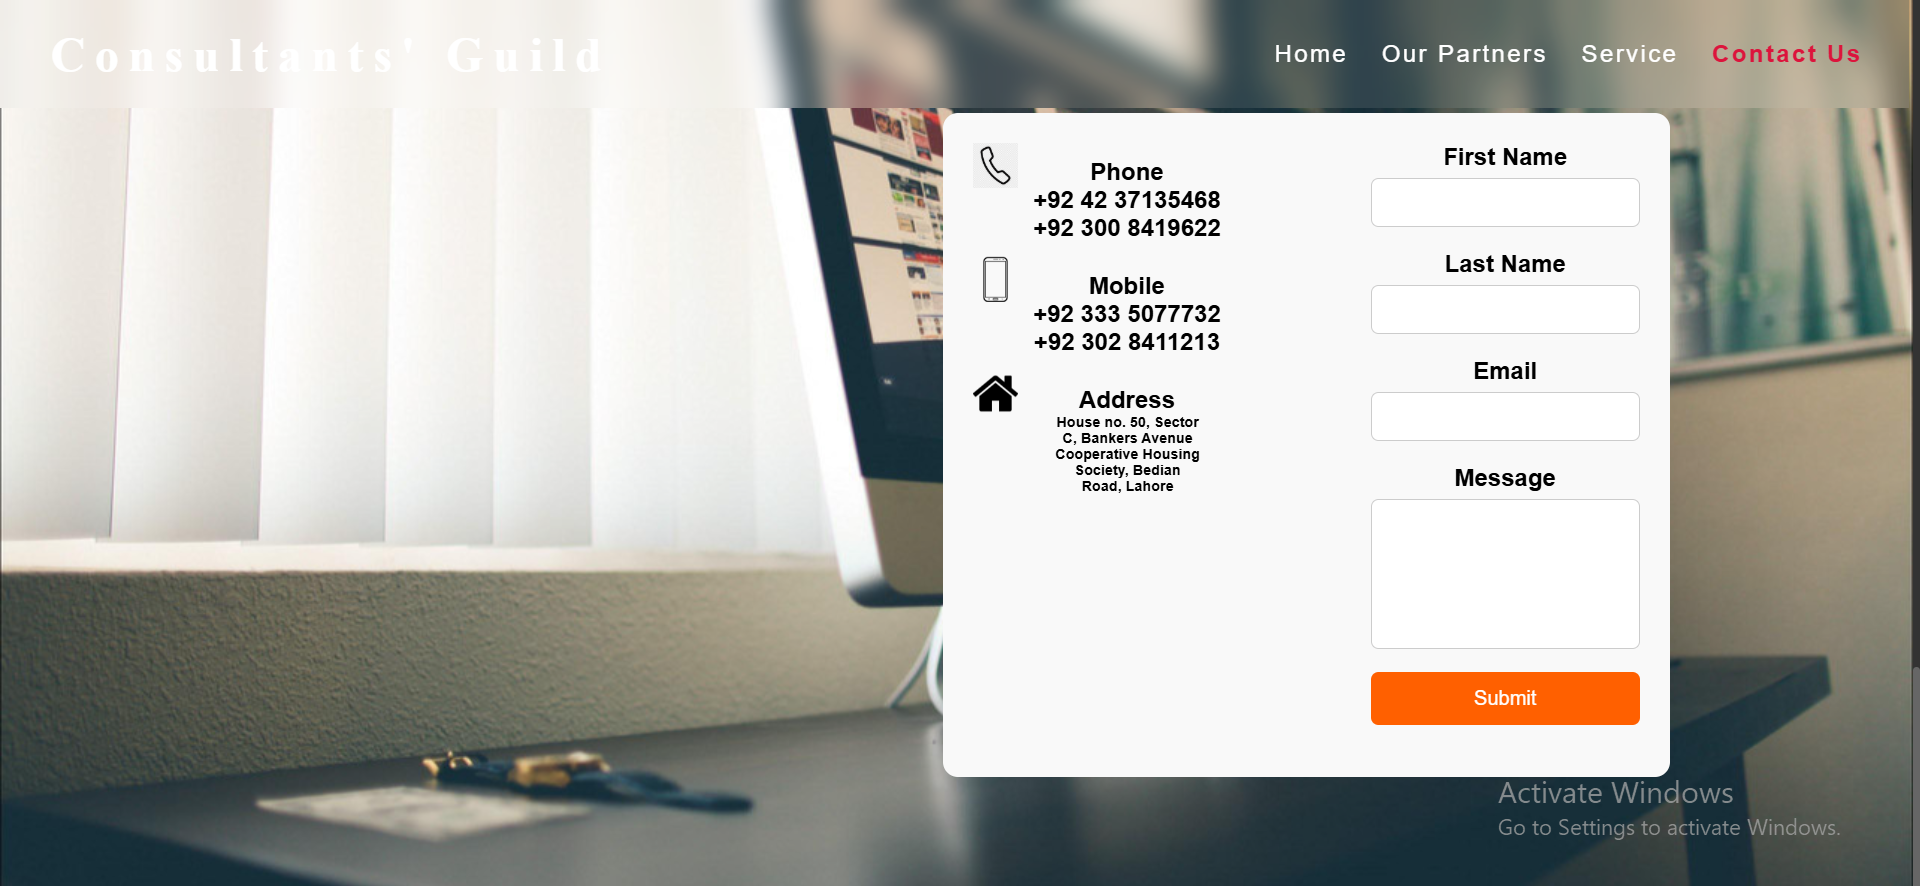 Consultants' Guild
Home Our Partners Service Contact Us
Phone
+92 42 37135468
+92 300 8419622
Mobile
+92 333 5077732
+92 302 8411213
Address
House no. 50, Sector
C, Bankers Avenue
Cooperative Housing
Society, Bedian
Road, Lahore
First Name
Last Name
Email
Message
Submit
Activate Windows
Go to Settings to activate Windows.